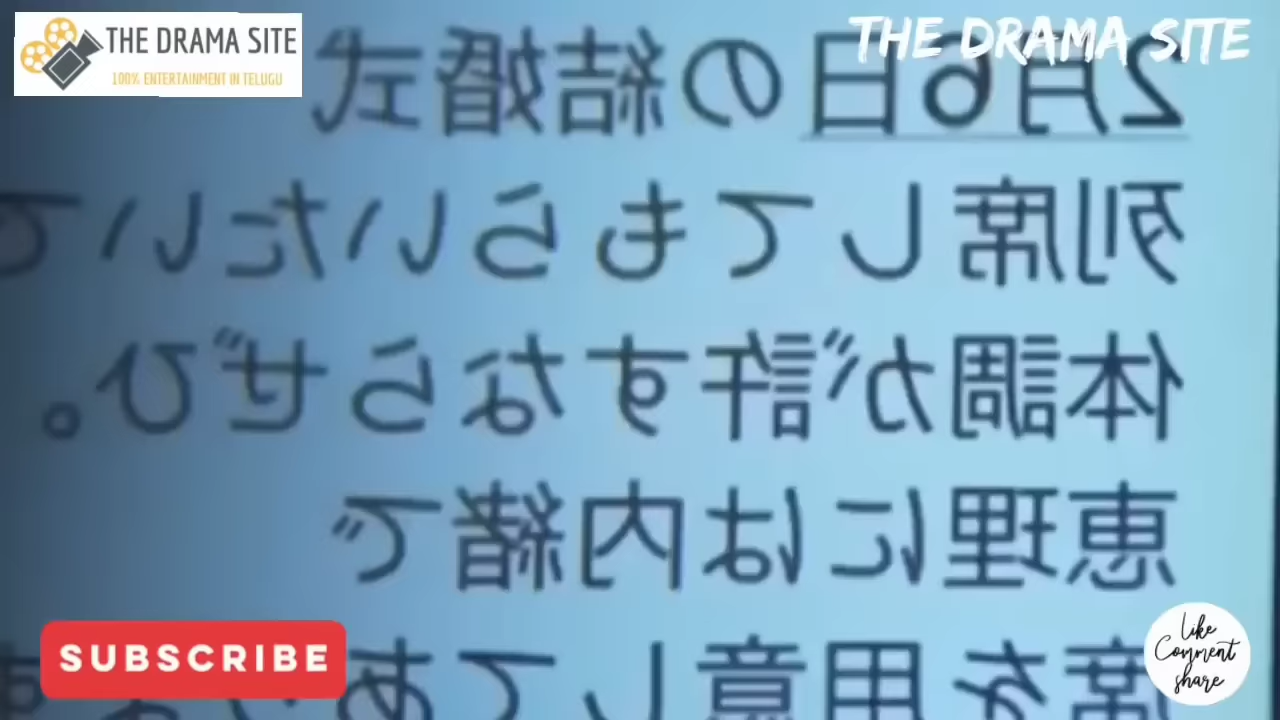 THE DRAMA SITE
100% ENTERTAINMENT IN TELUGU
THE DRAMA SITE
2月6日の結婚式
列席してもらいたい
体調が許すならぜひ。
恵理には内緒で
席を用意してあ
SUBSCRIBE
like
Comment
share